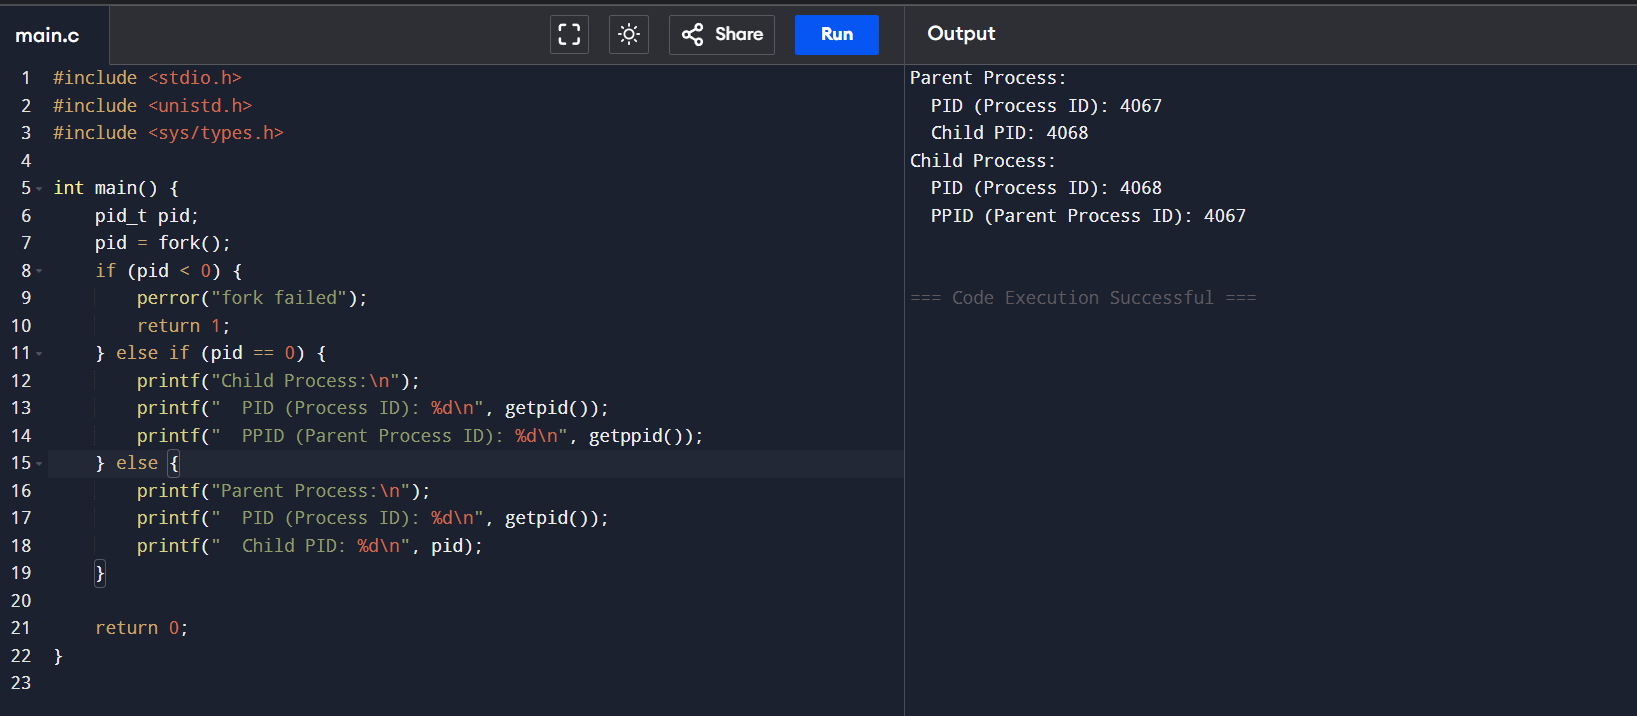 main.c
Share
Run
Output
1 #include <stdio.h>
2 #include <unistd.h>
3 #include <sys/types.h>
4
5 int main() {
6     pid_t pid;
7     pid = fork();
8     if (pid < 0) {
9         perror("fork failed");
10         return 1;
11     } else if (pid == 0) {
12         printf("Child Process:\n");
13         printf("  PID (Process ID): %d\n", getpid());
14         printf("  PPID (Parent Process ID): %d\n", getppid());
15     } else {
16         printf("Parent Process:\n");
17         printf("  PID (Process ID): %d\n", getpid());
18         printf("  Child PID: %d\n", pid);
19     }
20
21     return 0;
22 }
23
Parent Process:
  PID (Process ID): 4067
  Child PID: 4068
Child Process:
  PID (Process ID): 4068
  PPID (Parent Process ID): 4067
=== Code Execution Successful ===